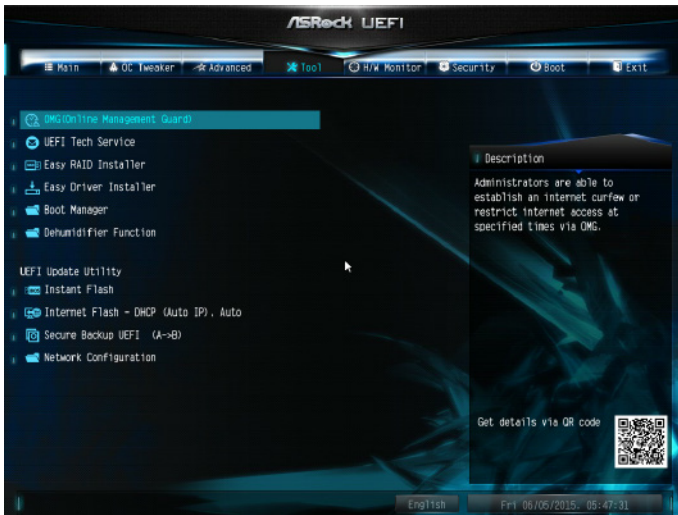 ASRock UEFI
Main OC Tweaker Advanced Tool H/W Monitor Security Boot Exit
OMG(Online Management Guard)
UEFI Tech Service
Easy RAID Installer
Easy Driver Installer
Boot Manager
Dehumidifier Function
UEFI Update Utility
Instant Flash
Internet Flash - DHCP (Auto IP), Auto
Secure Backup UEFI (A->B)
Network Configuration
Description
Administrators are able to
establish an internet curfew or
restrict internet access at
specified times via OMG.
Get details via QR code
English
Fri 06/05/2015, 05:47:31